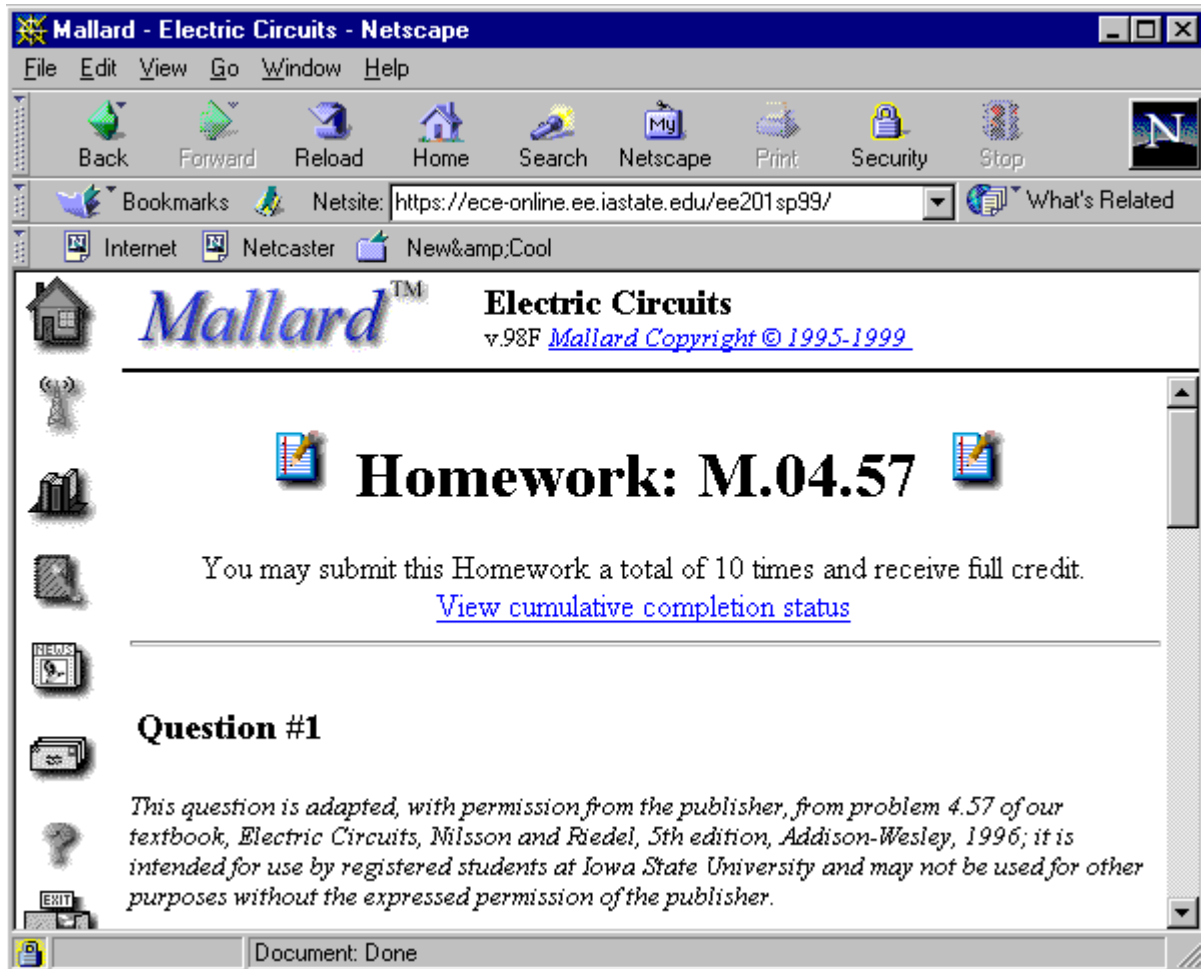 Mallard - Electric Circuits - Netscape
File Edit View Go Window Help
Back Forward Reload Home Search Netscape Print Security Stop
My
N
Bookmarks Netsite: https://ece-online.ee.iastate.edu/ee201sp99/ What's Related
Internet Netcaster New&amp;Cool
Mallard™
Electric Circuits
v.98F Mallard Copyright © 1995-1999
Homework: M.04.57
You may submit this Homework a total of 10 times and receive full credit.
View cumulative completion status
NEWS
Question #1
This question is adapted, with permission from the publisher, from problem 4.57 of our
textbook, Electric Circuits, Nilsson and Riedel, 5th edition, Addison-Wesley, 1996; it is
intended for use by registered students at Iowa State University and may not be used for other
purposes without the expressed permission of the publisher.
EXIT
Document: Done